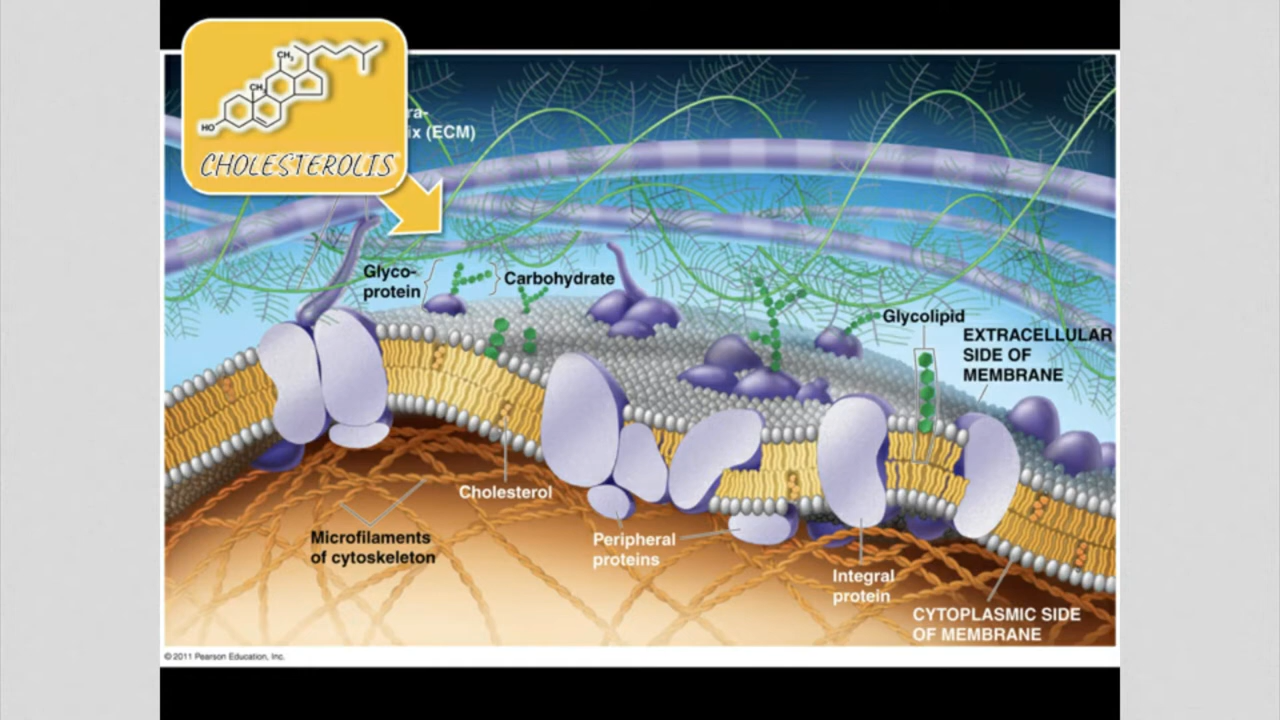 CH3
CH3
HO
CHOLESTEROLIS
ra-
ix (ECM)
Glyco-
protein
Carbohydrate
Glycolipid
EXTRACELLULAR
SIDE OF
MEMBRANE
Cholesterol
Microfilaments
of cytoskeleton
Peripheral
proteins
Integral
protein
CYTOPLASMIC SIDE
OF MEMBRANE
© 2011 Pearson Education, Inc.